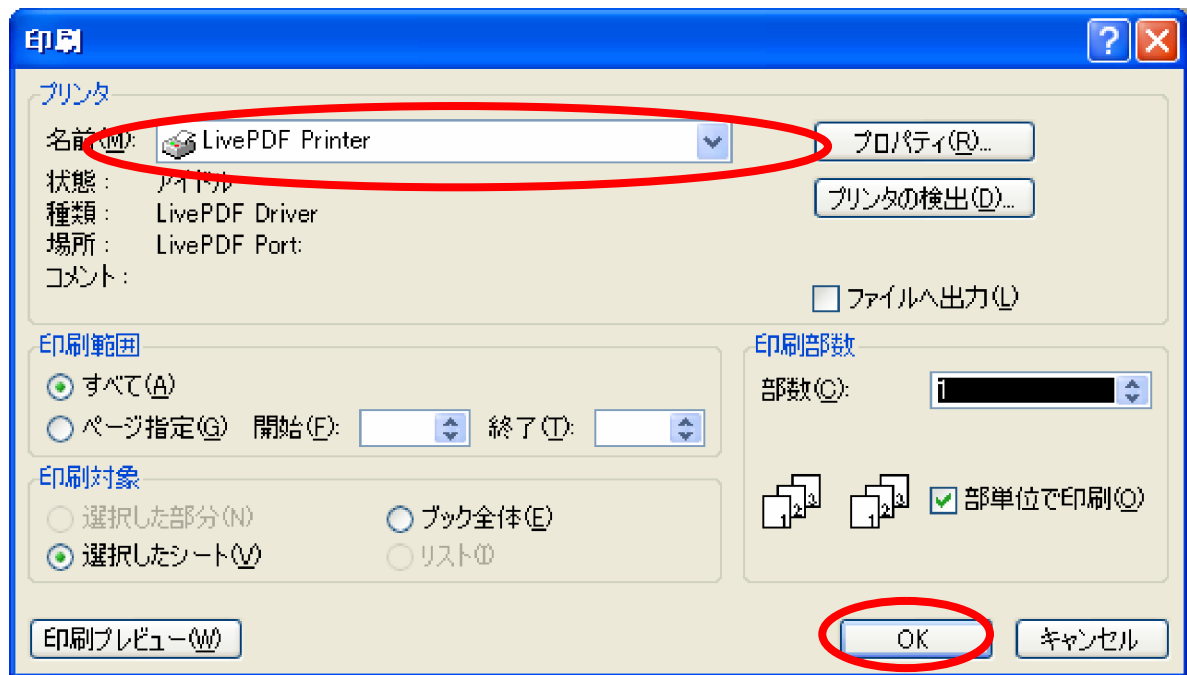 印刷
プリンタ
名前(M): LivePDF Printer プロパティ(R)...
状態： アイドル
種類： LivePDF Driver プリンタの検出(D)...
場所： LivePDF Port:
コメント：
ファイルへ出力(L)
印刷範囲
すべて(A)
ページ指定(G) 開始(F): 終了(T):
印刷部数
部数(C): 1
1 2 3 1 2 3 部単位で印刷(O)
印刷対象
選択した部分(N) ブック全体(E)
選択したシート(V) リスト(I)
印刷プレビュー(W) OK キャンセル